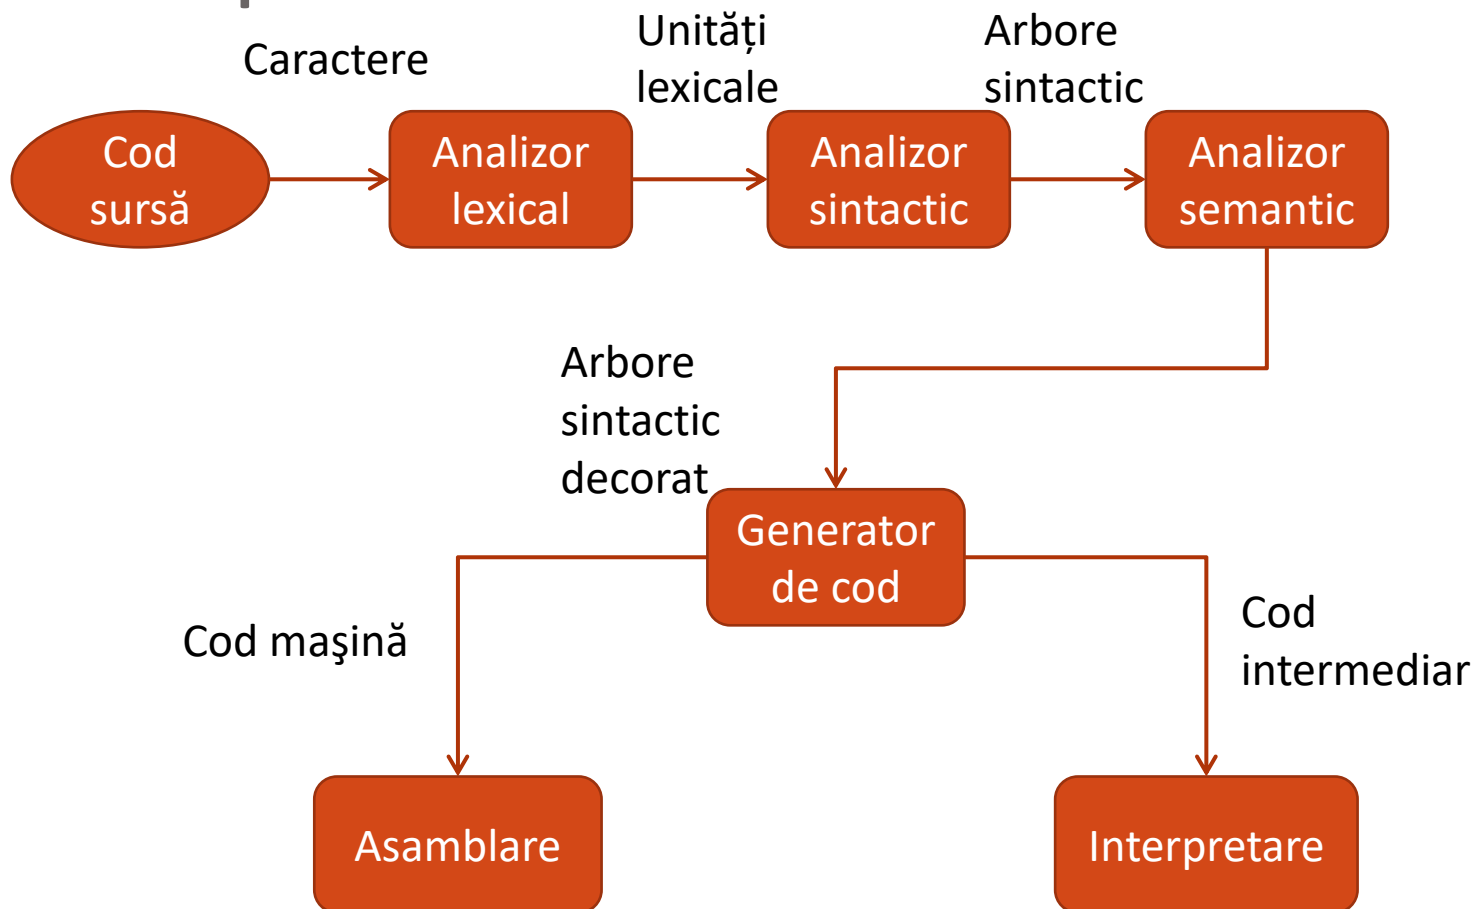 Caractere
Unități
lexicale
Arbore
sintactic
Cod
sursă
Analizor
lexical
Analizor
sintactic
Analizor
semantic
Arbore
sintactic
decorat
Generator
de cod
Cod maşină
Cod
intermediar
Asamblare
Interpretare